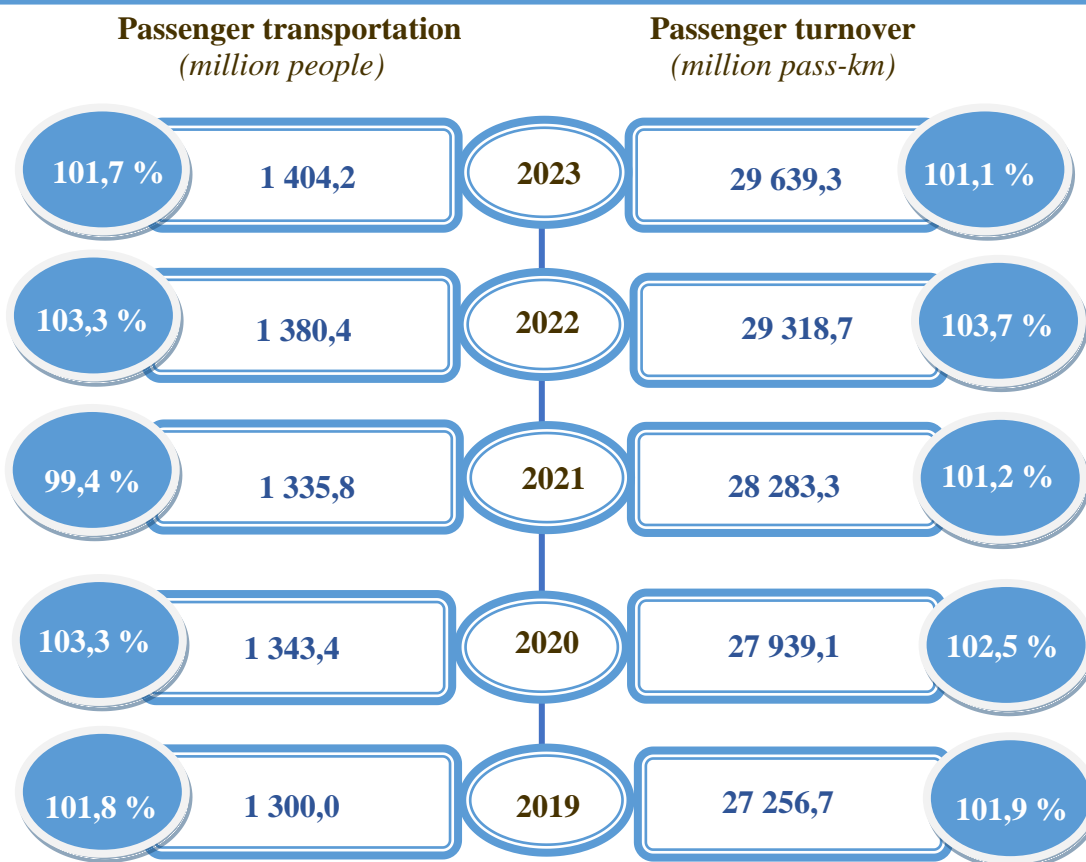 Passenger transportation
(million people)
Passenger turnover
(million pass-km)
101,7 % 1 404,2 2023 29 639,3 101,1 %
103,3 % 1 380,4 2022 29 318,7 103,7 %
99,4 % 1 335,8 2021 28 283,3 101,2 %
103,3 % 1 343,4 2020 27 939,1 102,5 %
101,8 % 1 300,0 2019 27 256,7 101,9 %